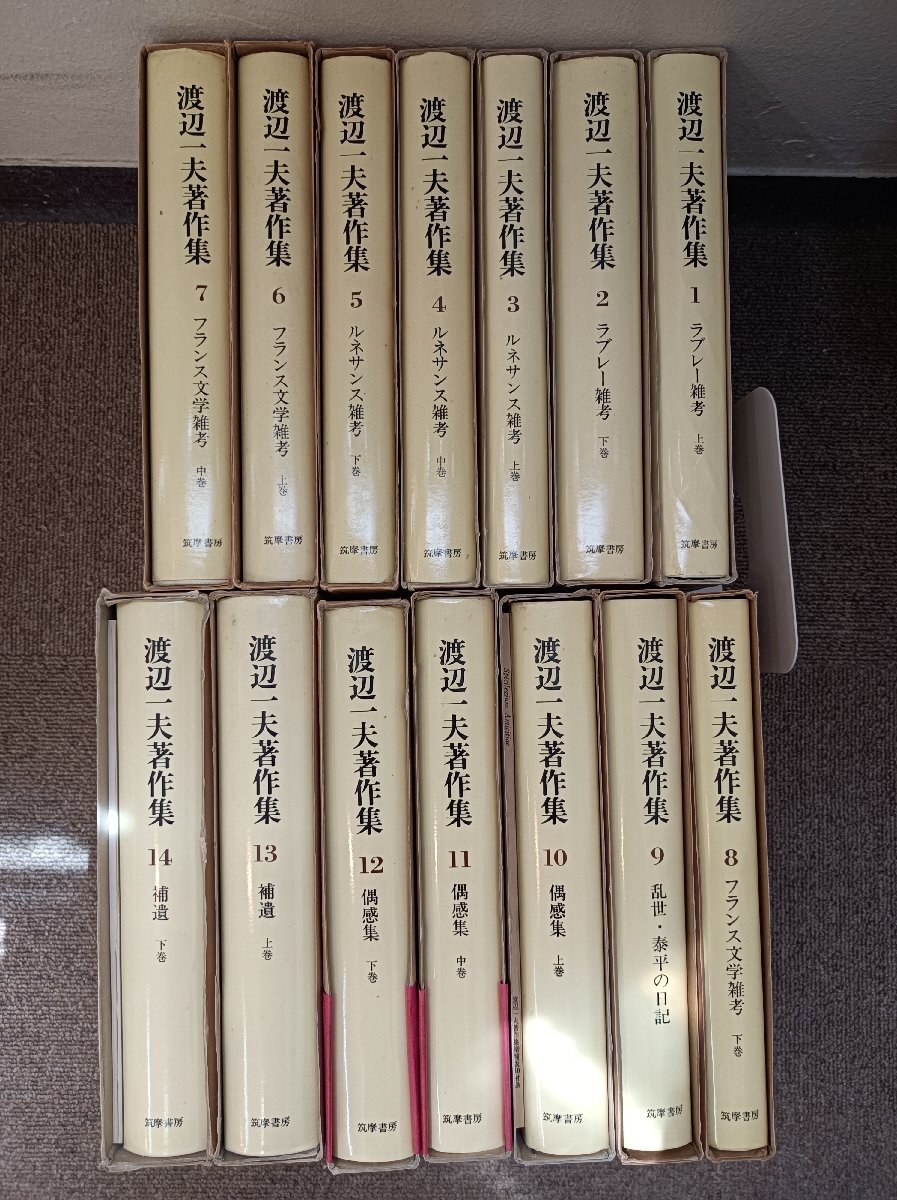 渡辺一夫著作集 7 フランス文学雑考 中巻 筑摩書房
渡辺一夫著作集 6 フランス文学雑考 上巻 筑摩書房
渡辺一夫著作集 5 ルネサンス雑考 下巻 筑摩書房
渡辺一夫著作集 4 ルネサンス雑考 中巻 筑摩書房
渡辺一夫著作集 3 ルネサンス雑考 上巻 筑摩書房
渡辺一夫著作集 2 ラブレー雑考 下巻 筑摩書房
渡辺一夫著作集 1 ラブレー雑考 上巻 筑摩書房
渡辺一夫著作集 14 補遺 下巻 筑摩書房
渡辺一夫著作集 13 補遺 上巻 筑摩書房
渡辺一夫著作集 12 偶感集 下巻 筑摩書房
渡辺一夫著作集 11 偶感集 中巻 筑摩書房
渡辺一夫著作集 10 偶感集 上巻 筑摩書房
渡辺一夫著作集 9 乱世・泰平の日記 筑摩書房
渡辺一夫著作集 8 フランス文学雑考 下巻 筑摩書房